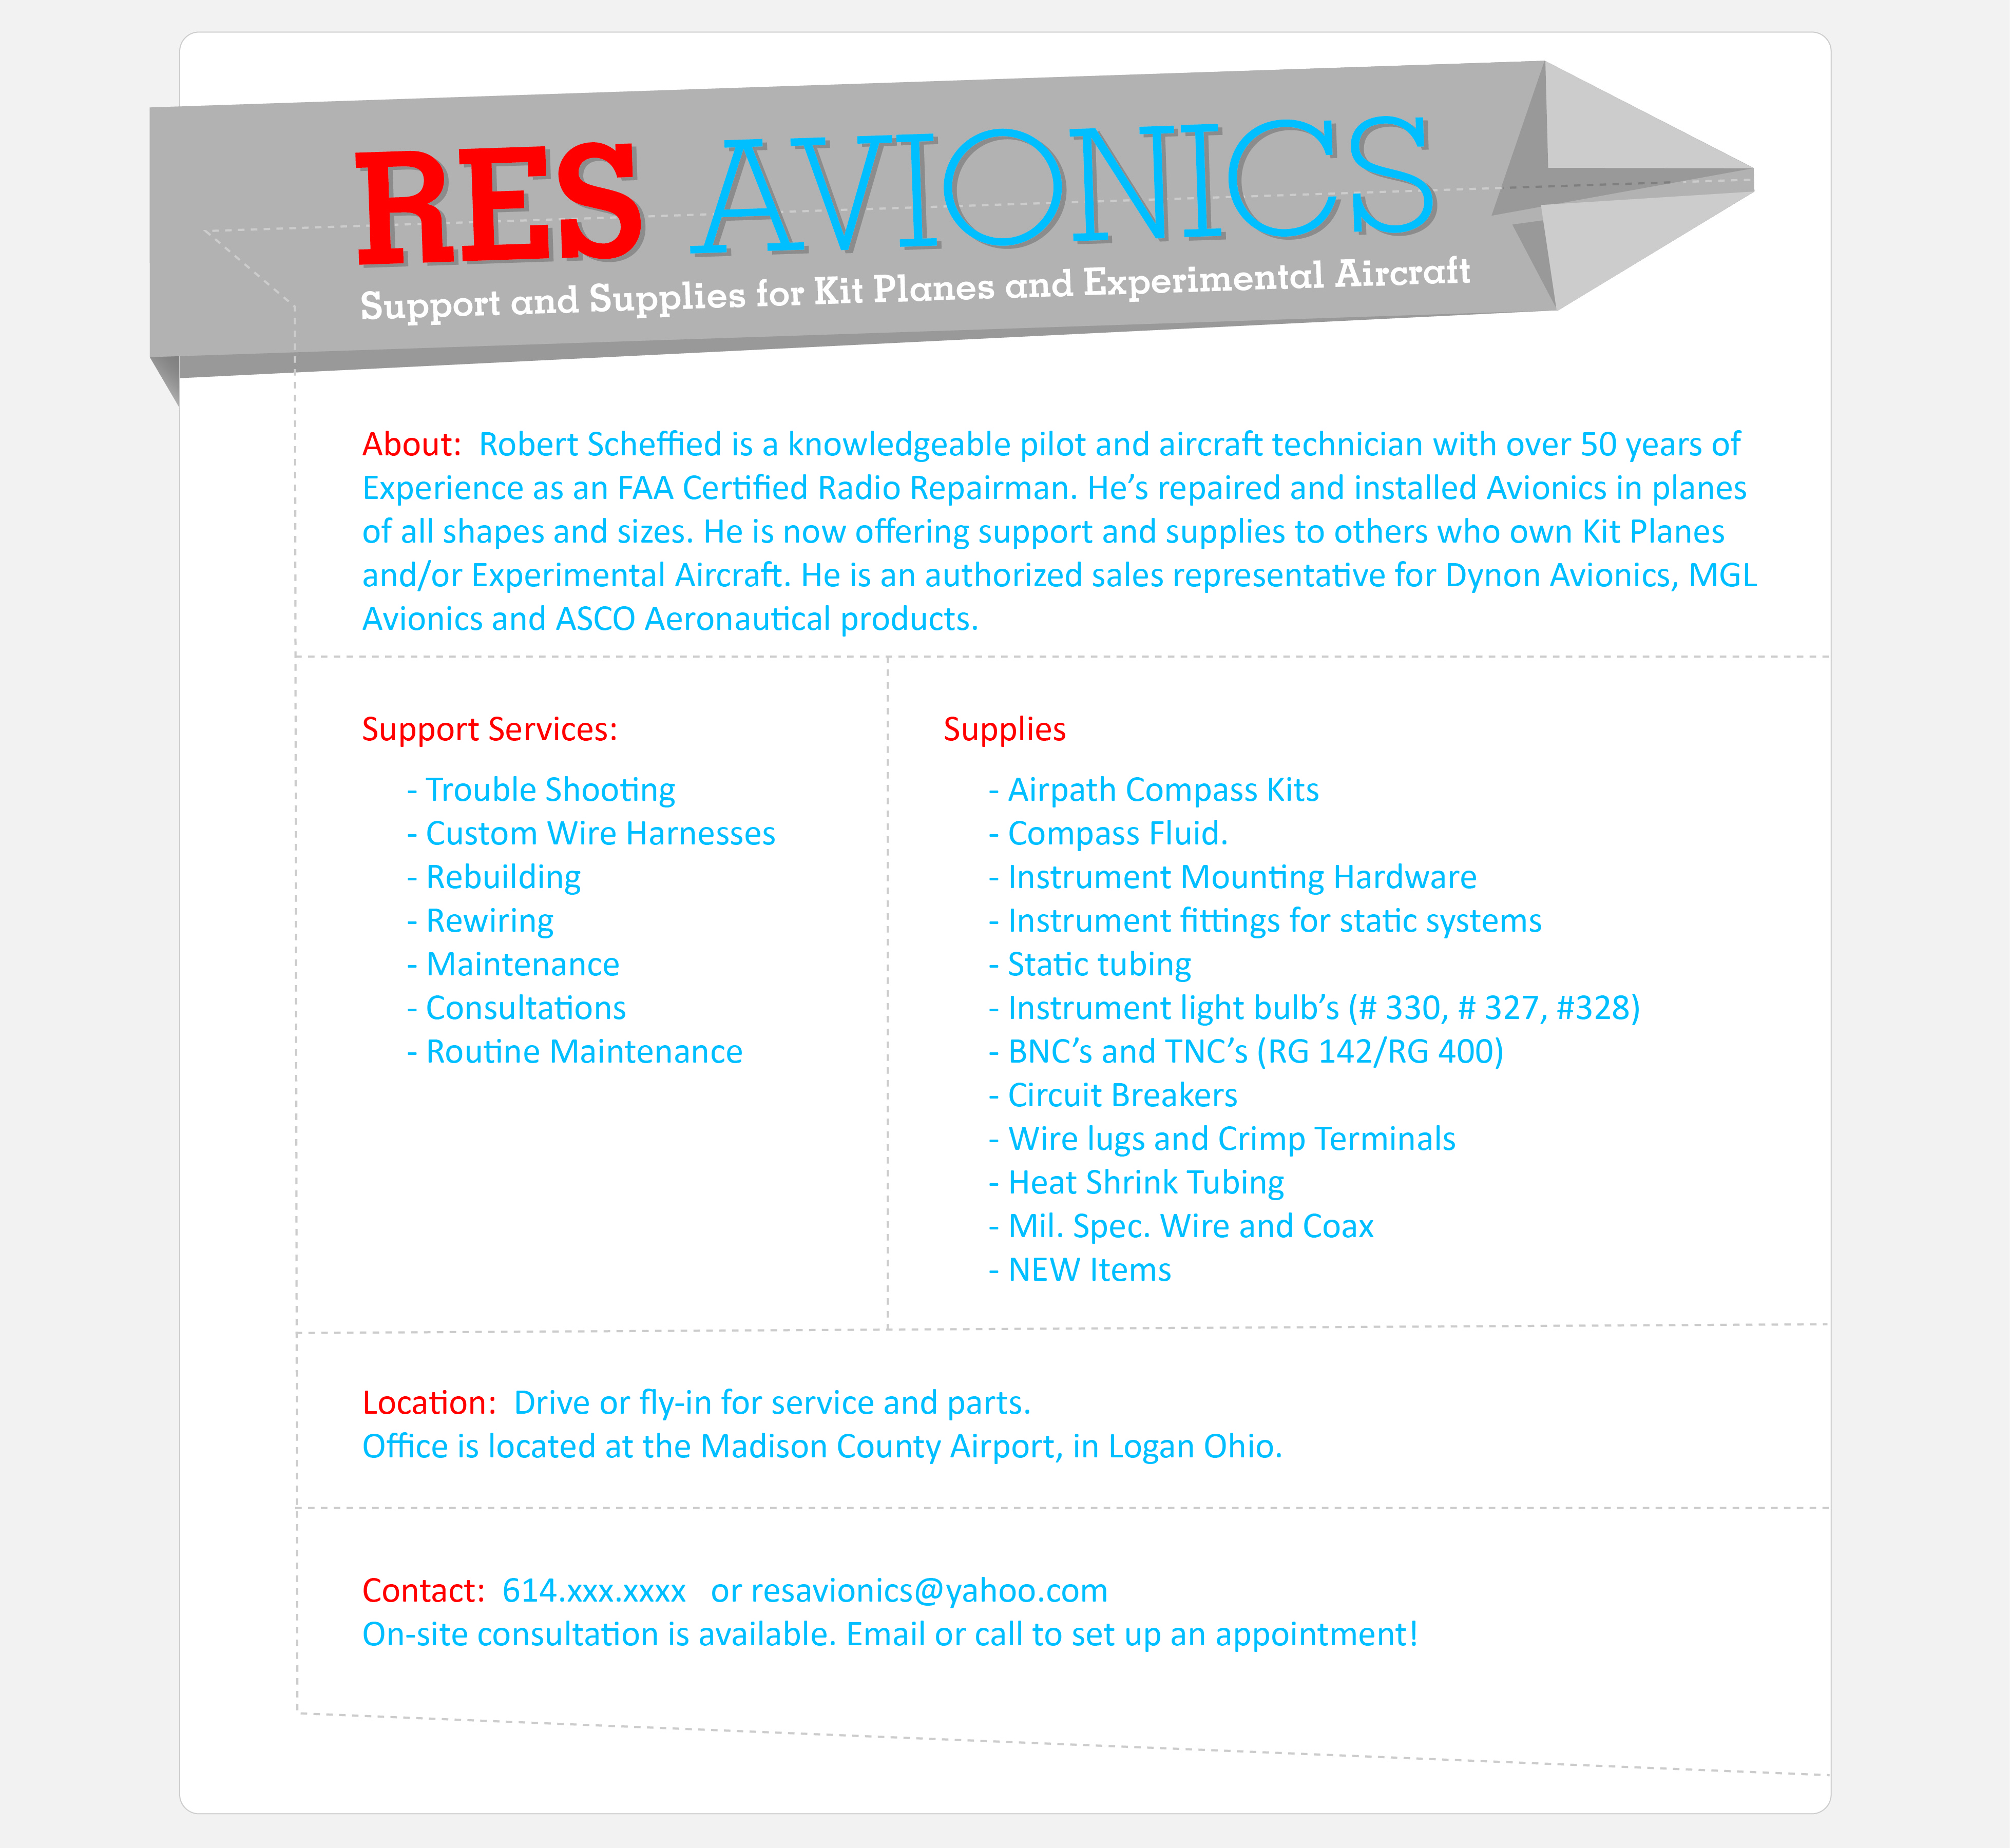 RES AVIONICS
Support and Supplies for Kit Planes and Experimental Aircraft
About: Robert Scheffied is a knowledgeable pilot and aircraft technician with over 50 years of
Experience as an FAA Certified Radio Repairman. He’s repaired and installed Avionics in planes
of all shapes and sizes. He is now offering support and supplies to others who own Kit Planes
and/or Experimental Aircraft. He is an authorized sales representative for Dynon Avionics, MGL
Avionics and ASCO Aeronautical products.
Support Services:
- Trouble Shooting
- Custom Wire Harnesses
- Rebuilding
- Rewiring
- Maintenance
- Consultations
- Routine Maintenance
Supplies
- Airpath Compass Kits
- Compass Fluid.
- Instrument Mounting Hardware
- Instrument fittings for static systems
- Static tubing
- Instrument light bulb’s (# 330, # 327, #328)
- BNC’s and TNC’s (RG 142/RG 400)
- Circuit Breakers
- Wire lugs and Crimp Terminals
- Heat Shrink Tubing
- Mil. Spec. Wire and Coax
- NEW Items
Location: Drive or fly-in for service and parts.
Office is located at the Madison County Airport, in Logan Ohio.
Contact: 614.xxx.xxxx or resavionics@yahoo.com
On-site consultation is available. Email or call to set up an appointment!